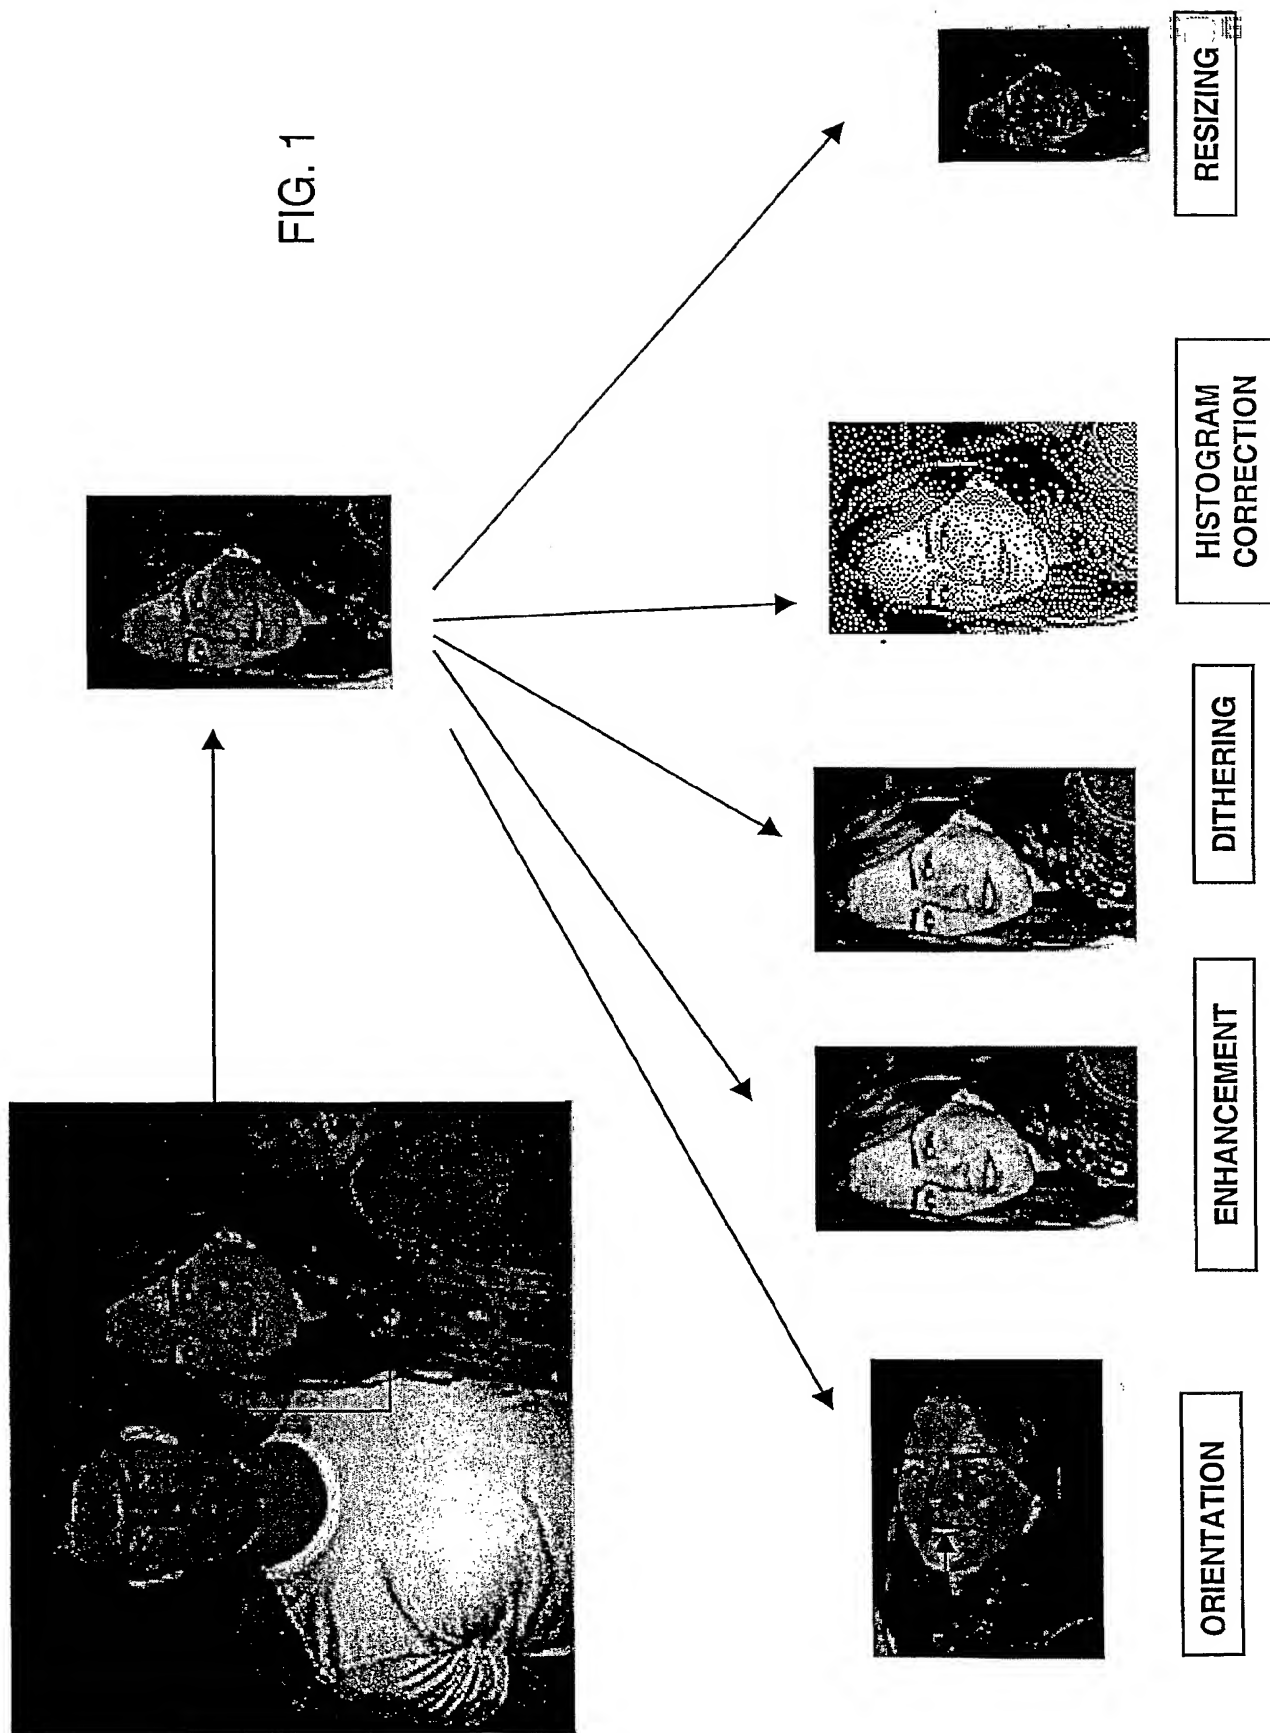 FIG. 1
ORIENTATION
ENHANCEMENT
DITHERING
HISTOGRAM
CORRECTION
RESIZING